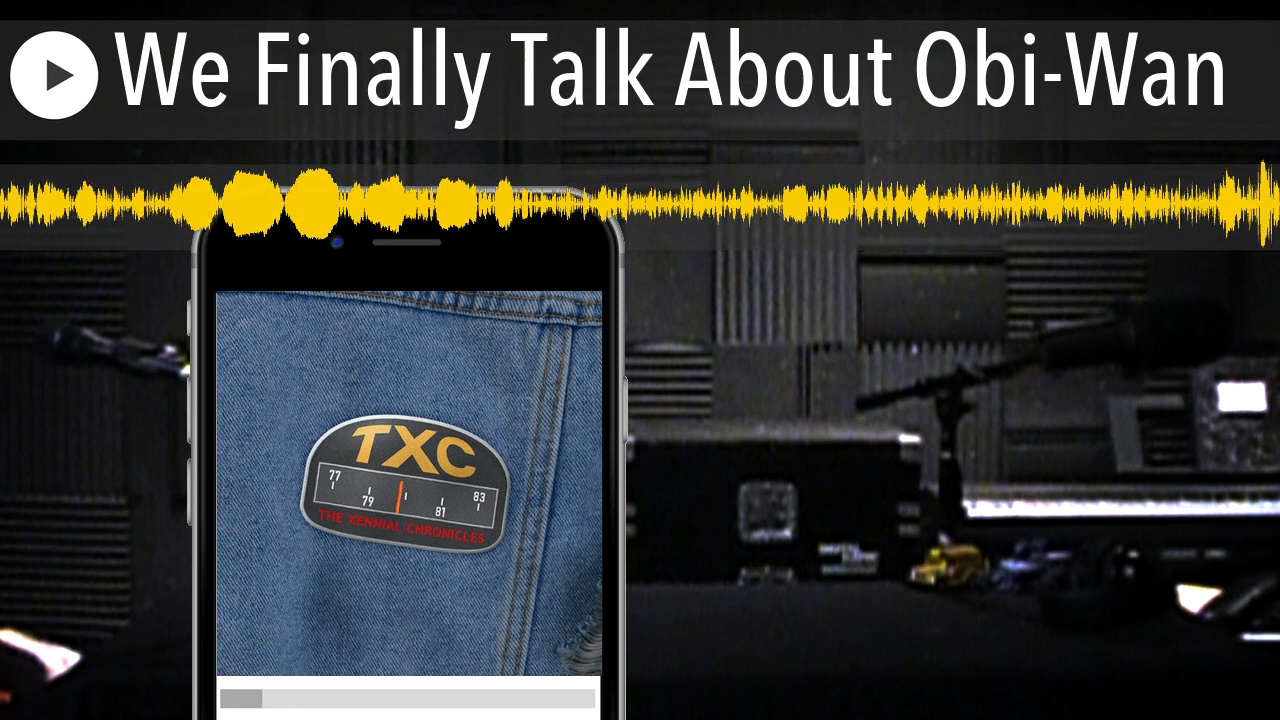 We Finally Talk About Obi-Wan
TXC
77 79 81 83
THE XENNIAL CHRONICLES